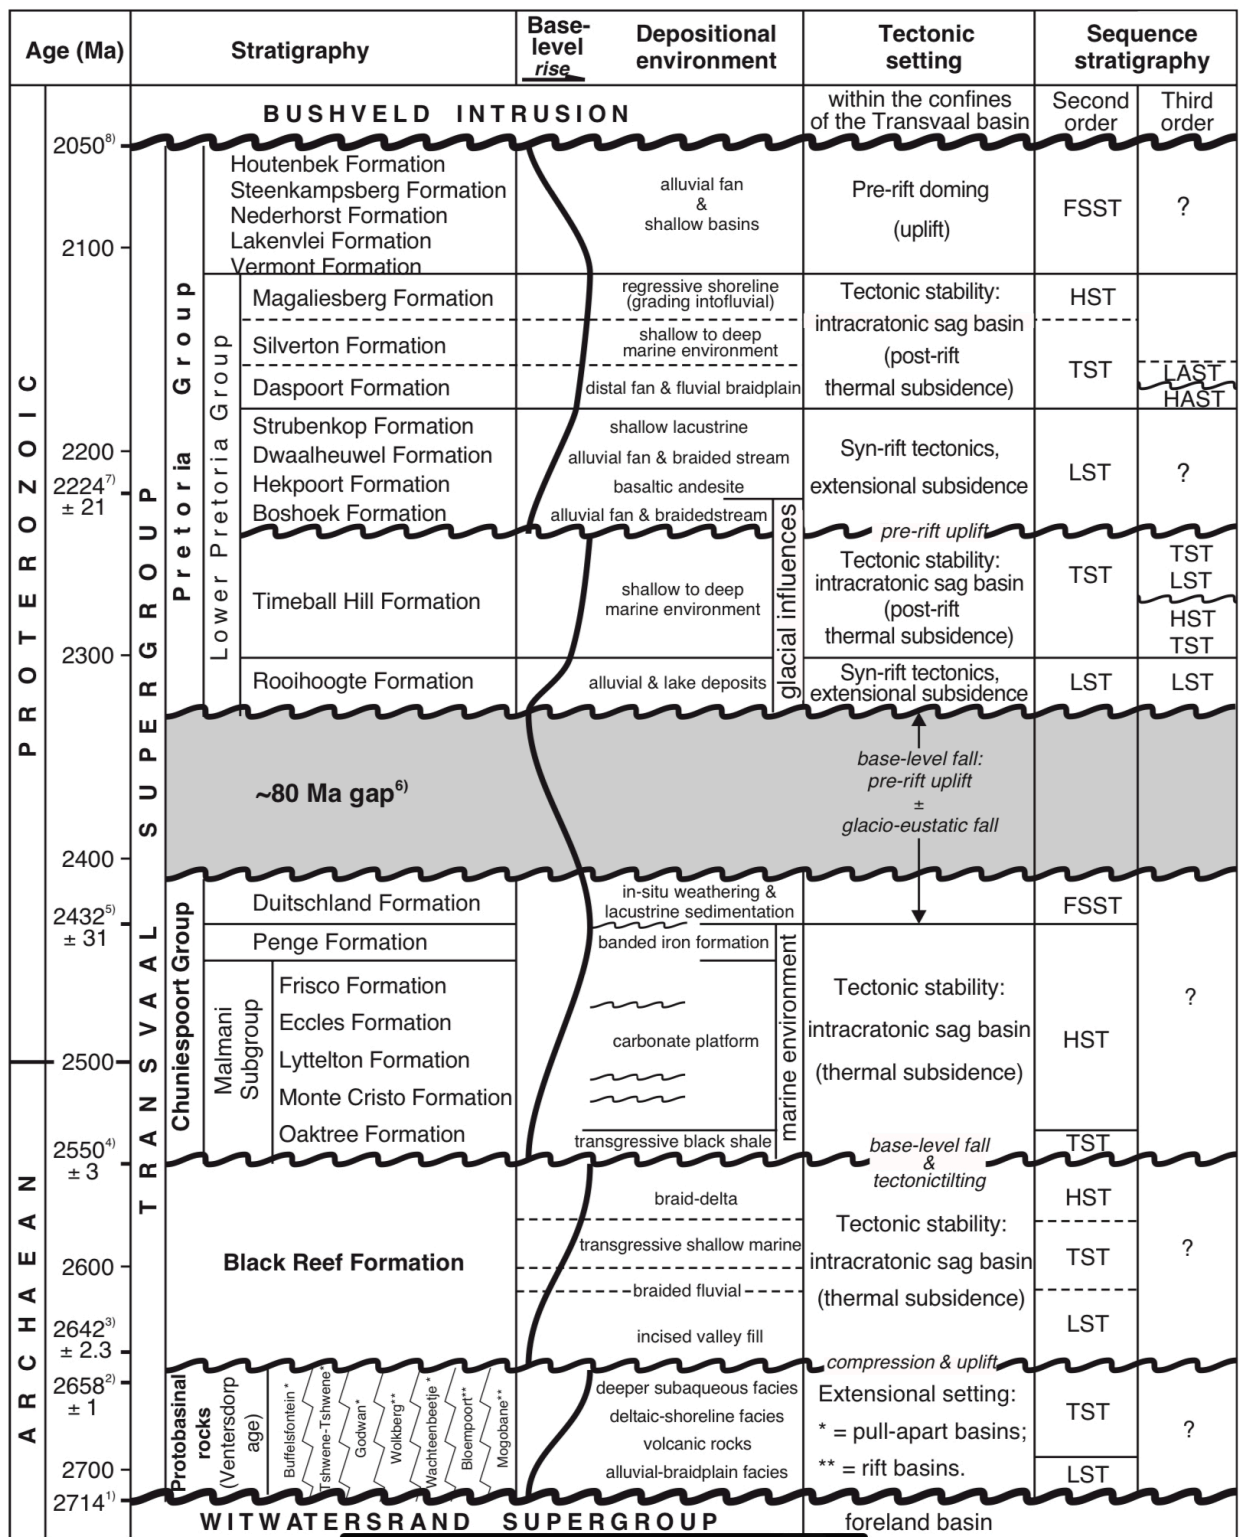 Age (Ma)
Stratigraphy
Base-
level
rise
Depositional
environment
Tectonic
setting
Sequence
stratigraphy
BUSHVELD INTRUSION
within the confines
of the Transvaal basin
Second
order
Third
order
PROTEROZOIC
ARCHAEAN
2050⁸⁾
2100
2200
2224⁷⁾
± 21
2300
2400
2432⁵⁾
± 31
2500
2550⁴⁾
± 3
2600
2642³⁾
± 2.3
2658²⁾
± 1
2700
2714¹⁾
TRANSVAAL SUPERGROUP
Pretoria Group
Lower Pretoria Group
Houtenbek Formation
Steenkampsberg Formation
Nederhorst Formation
Lakenvlei Formation
Vermont Formation
alluvial fan
&
shallow basins
Pre-rift doming
(uplift)
FSST
?
Magaliesberg Formation
regressive shoreline
(grading intofluvial)
Silverton Formation
shallow to deep
marine environment
Daspoort Formation
distal fan & fluvial braidplain
Tectonic stability:
intracratonic sag basin
(post-rift
thermal subsidence)
HST
TST
LAST
HAST
Strubenkop Formation
shallow lacustrine
Dwaalheuwel Formation
alluvial fan & braided stream
Hekpoort Formation
basaltic andesite
Boshoek Formation
alluvial fan & braidedstream
Syn-rift tectonics,
extensional subsidence
LST
?
pre-rift uplift
glacial influences
Timeball Hill Formation
shallow to deep
marine environment
Tectonic stability:
intracratonic sag basin
(post-rift
thermal subsidence)
TST
TST
LST
HST
TST
Rooihoogte Formation
alluvial & lake deposits
Syn-rift tectonics,
extensional subsidence
LST
LST
~80 Ma gap⁶⁾
base-level fall:
pre-rift uplift
±
glacio-eustatic fall
Chuniespoort Group
Duitschland Formation
in-situ weathering &
lacustrine sedimentation
FSST
Penge Formation
banded iron formation
Malmani
Subgroup
Frisco Formation
Eccles Formation
Lyttelton Formation
Monte Cristo Formation
Oaktree Formation
carbonate platform
transgressive black shale
marine environment
Tectonic stability:
intracratonic sag basin
(thermal subsidence)
HST
TST
?
base-level fall
&
tectonictilting
Black Reef Formation
braid-delta
transgressive shallow marine
braided fluvial
incised valley fill
Tectonic stability:
intracratonic sag basin
(thermal subsidence)
HST
TST
LST
?
compression & uplift
Protobasinal
rocks
(Ventersdorp
age)
Buffelsfontein *
Tshwene-Tshwene*
Godwan*
Wolkberg**
Wachteenbeetje *
Bloempoort**
Mogobane**
deeper subaqueous facies
deltaic-shoreline facies
volcanic rocks
alluvial-braidplain facies
Extensional setting:
* = pull-apart basins;
** = rift basins.
TST
LST
?
WITWATERSRAND SUPERGROUP
foreland basin